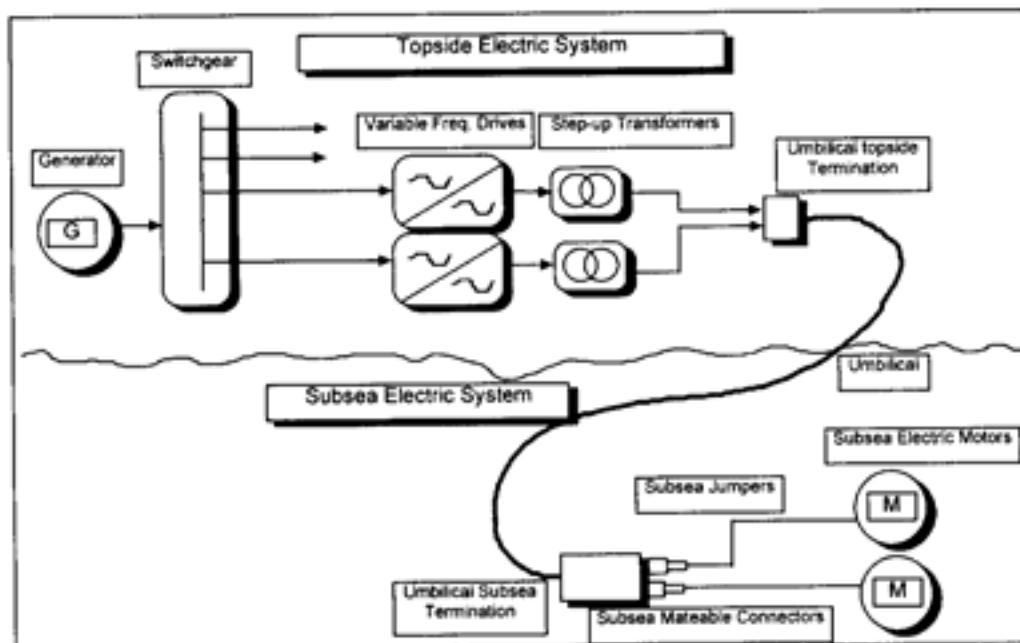 Topside Electric System
Switchgear
Variable Freq. Drives
Step-up Transformers
Generator
Umbilical topside
Termination
G
Umbilical
Subsea Electric System
Subsea Electric Motors
Subsea Jumpers
M
Umbilical Subsea
Termination
M
Subsea Mateable Connectors